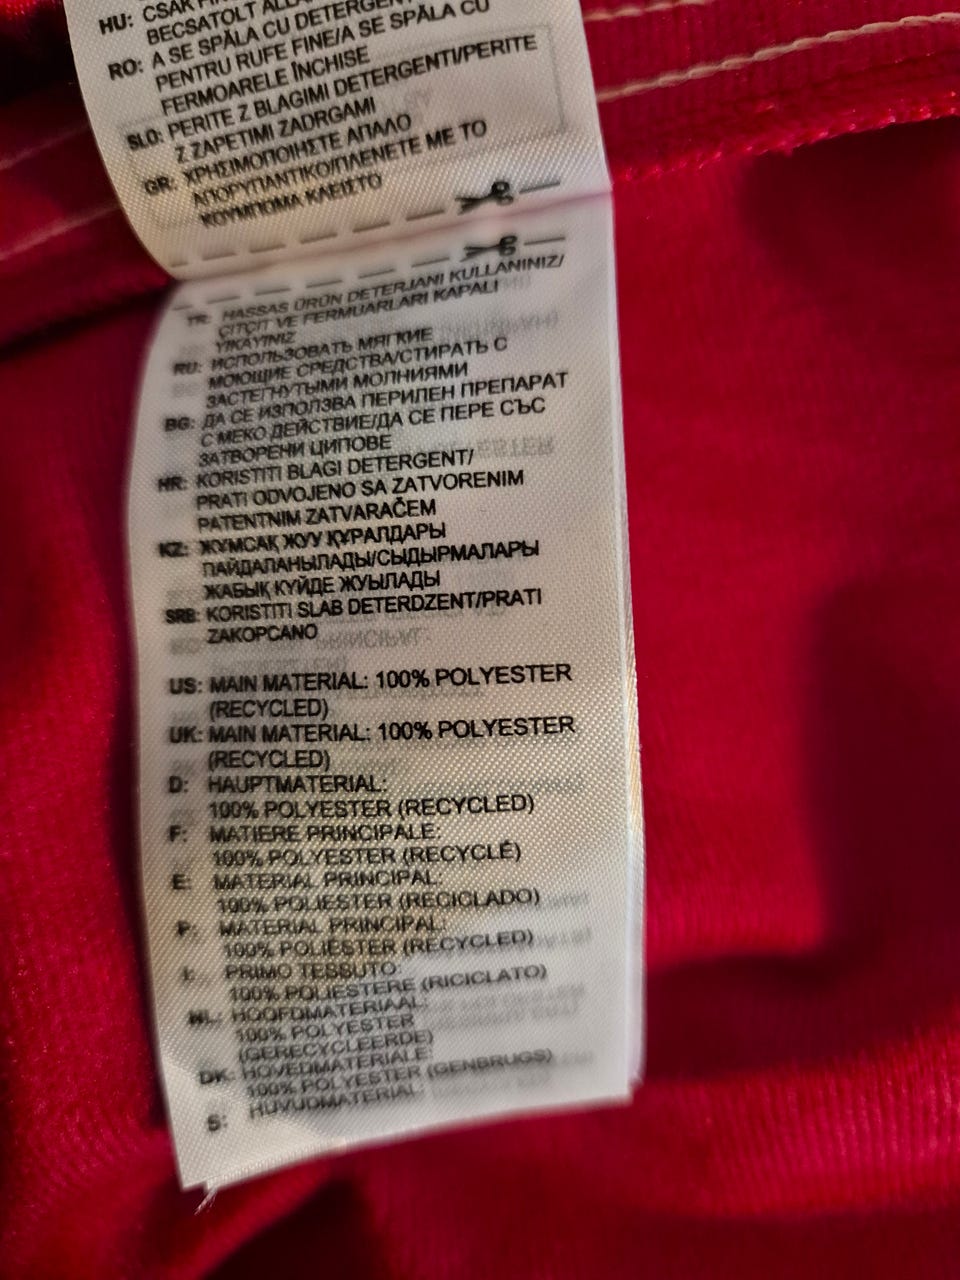 HU: CSAK
BECSATOLT
RO: A SE SPĂLA CU DETERGENȚI
PENTRU RUFE FINE/A SE SPĂLA CU
FERMOARELE ÎNCHISE
SLO: PERITE Z BLAGIMI DETERGENTI/PERITE
Z ZAPETIMI ZADRGAMI
GR: ΧΡΗΣΙΜΟΠΟΙΗΣΤΕ ΑΠΑΛΟ
ΑΠΟΡΥΠΑΝΤΙΚΟ/ΠΛΕΝΕΤΕ ΜΕ ΤΟ
ΚΟΥΜΠΩΜΑ ΚΛΕΙΣΤΟ
TR: HASSAS ÜRÜN DETERJANI KULLANINIZ/
ÇITÇIT VE FERMUARLARI KAPALI
YIKAYINIZ
RU: ИСПОЛЬЗОВАТЬ МЯГКИЕ
МОЮЩИЕ СРЕДСТВА/СТИРАТЬ С
ЗАСТЕГНУТЫМИ МОЛНИЯМИ
BG: ДА СЕ ИЗПОЛЗВА ПЕРИЛЕН ПРЕПАРАТ
С МЕКО ДЕЙСТВИЕ/ДА СЕ ПЕРЕ СЪС
ЗАТВОРЕНИ ЦИПОВЕ
HR: KORISTITI BLAGI DETERGENT/
PRATI ODVOJENO SA ZATVORENIM
PATENTNIM ZATVARAČEM
KZ: ЖҰМСАҚ ЖУУ ҚҰРАЛДАРЫ
ПАЙДАЛАНЫЛАДЫ/СЫДЫРМАЛАРЫ
ЖАБЫҚ КҮЙДЕ ЖУЫЛАДЫ
SRB: KORISTITI SLAB DETERDZENT/PRATI
ZAKOPCANO
US: MAIN MATERIAL: 100% POLYESTER
(RECYCLED)
UK: MAIN MATERIAL: 100% POLYESTER
(RECYCLED)
D: HAUPTMATERIAL:
100% POLYESTER (RECYCLED)
F: MATIERE PRINCIPALE:
100% POLYESTER (RECYCLÉ)
E: MATERIAL PRINCIPAL:
100% POLIESTER (RECICLADO)
P: MATERIAL PRINCIPAL:
100% POLIÉSTER (RECYCLED)
I: PRIMO TESSUTO:
100% POLIESTERE (RICICLATO)
NL: HOOFDMATERIAAL:
100% POLYESTER
(GERECYCLEERDE)
DK: HOVEDMATERIALE:
100% POLYESTER (GENBRUGS)
S: HUVUDMATERIAL: